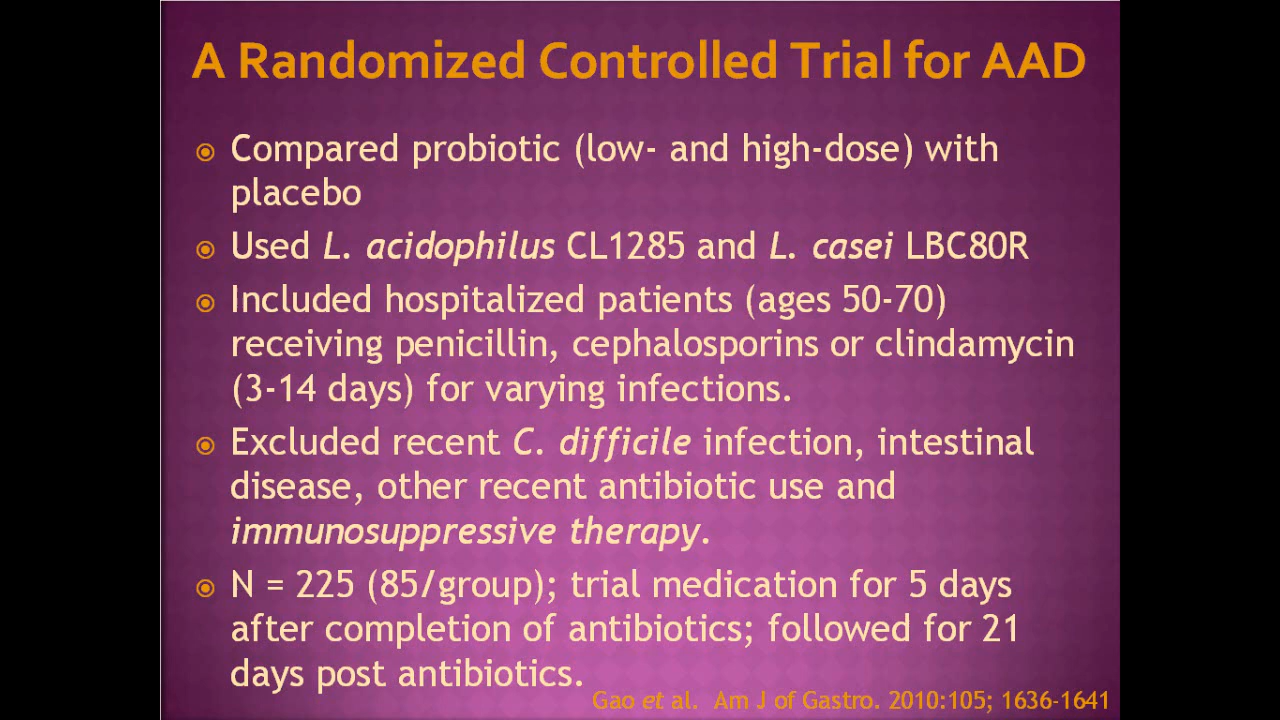 A Randomized Controlled Trial for AAD
Compared probiotic (low- and high-dose) with
placebo
Used L. acidophilus CL1285 and L. casei LBC80R
Included hospitalized patients (ages 50-70)
receiving penicillin, cephalosporins or clindamycin
(3-14 days) for varying infections.
Excluded recent C. difficile infection, intestinal
disease, other recent antibiotic use and
immunosuppressive therapy.
N = 225 (85/group); trial medication for 5 days
after completion of antibiotics; followed for 21
days post antibiotics.
Gao et al. Am J of Gastro. 2010:105; 1636-1641